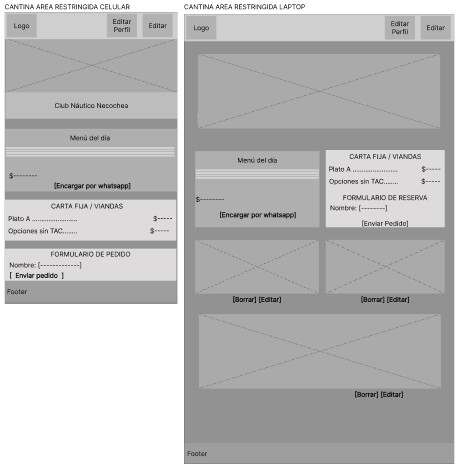 CANTINA AREA RESTRINGIDA CELULAR
Logo
Editar
Perfil
Editar
Club Náutico Necochea
Menú del día
$--------
[Encargar por whatsapp]
CARTA FIJA / VIANDAS
Plato A ........................ $-----
Opciones sin TAC........ $-----
FORMULARIO DE PEDIDO
Nombre: [-------------]
[ Enviar pedido ]
Footer
CANTINA AREA RESTRINGIDA LAPTOP
Logo
Editar
Perfil
Editar
Menú del día
$--------
[Encargar por whatsapp]
CARTA FIJA / VIANDAS
Plato A ........................ $-----
Opciones sin TAC........ $-----
FORMULARIO DE RESERVA
Nombre: [--------]
[Enviar Pedido]
[Borrar] [Editar]
[Borrar] [Editar]
[Borrar] [Editar]
Footer